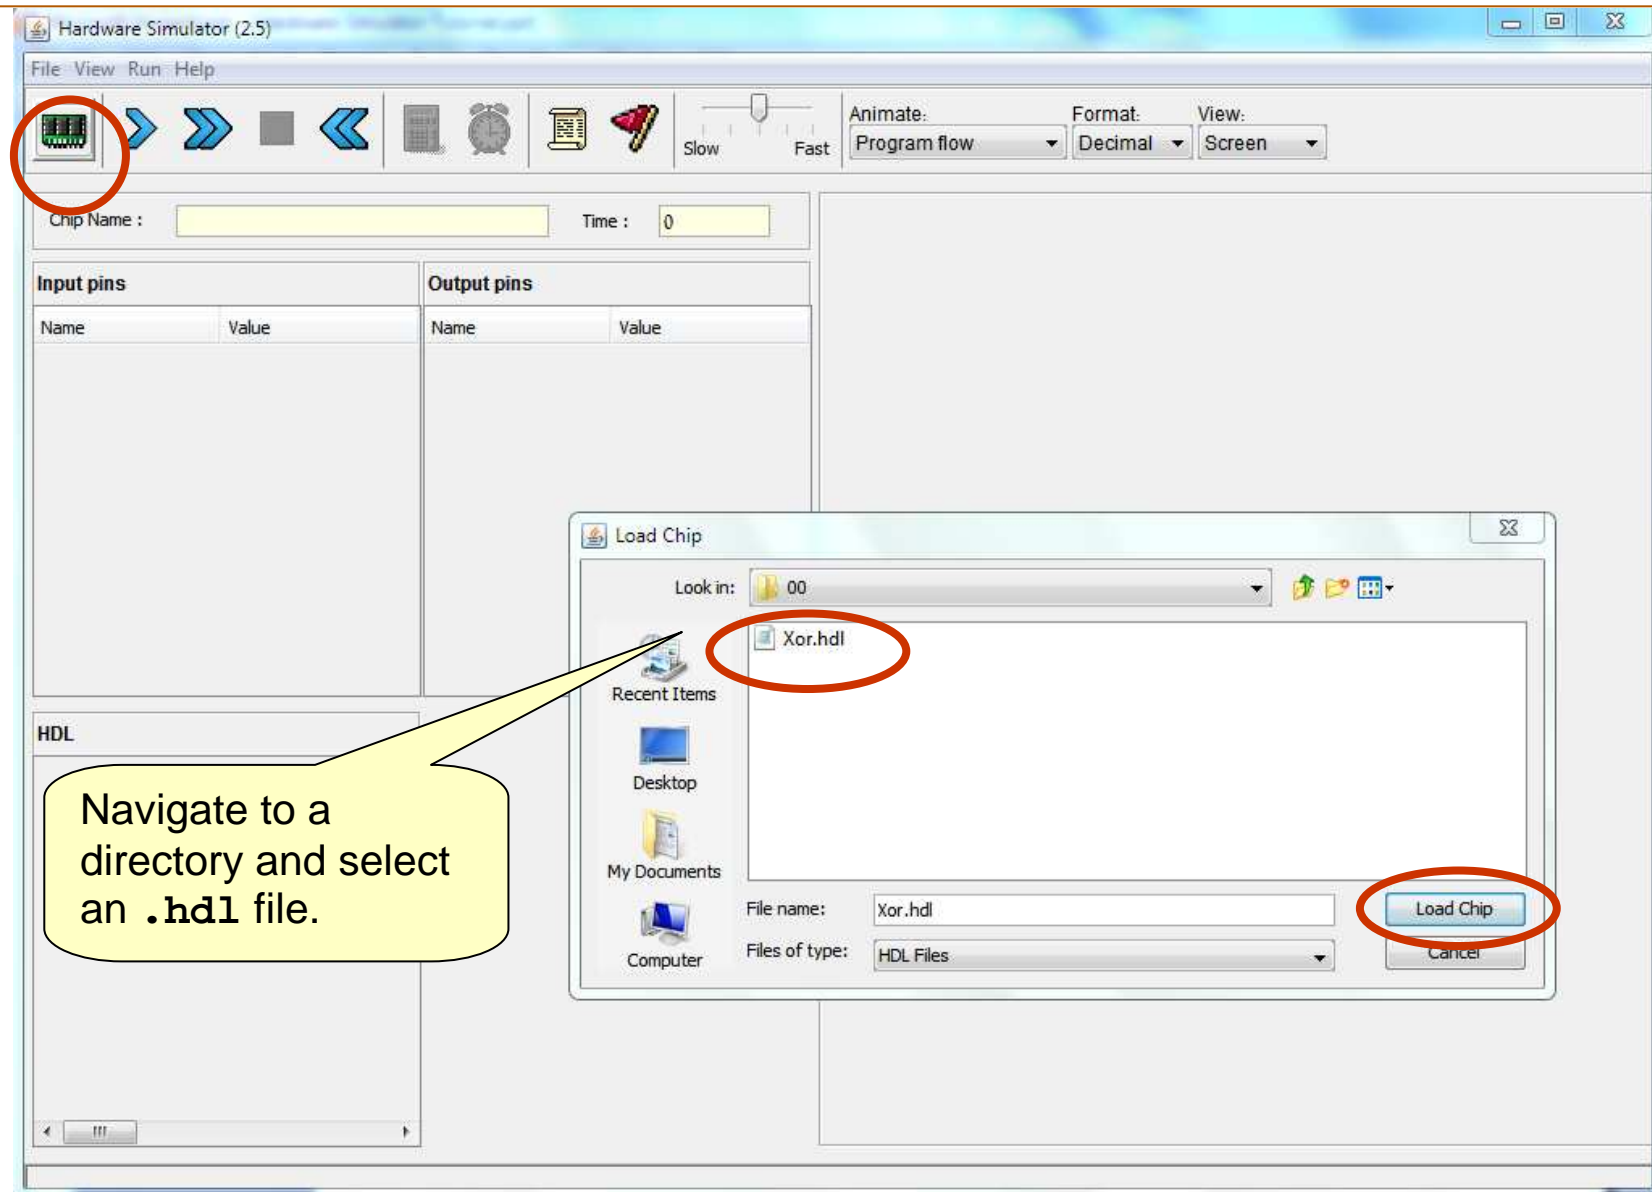 Hardware Simulator (2.5)
File View Run Help
Slow Fast
Animate:
Program flow
Format:
Decimal
View:
Screen
Chip Name :
Time : 0
Input pins
Output pins
Name Value
Name Value
HDL
Navigate to a
directory and select
an .hdl file.
Load Chip
Look in: 00
Xor.hdl
Recent Items
Desktop
My Documents
Computer
File name: Xor.hdl
Load Chip
Files of type: HDL Files
Cancel